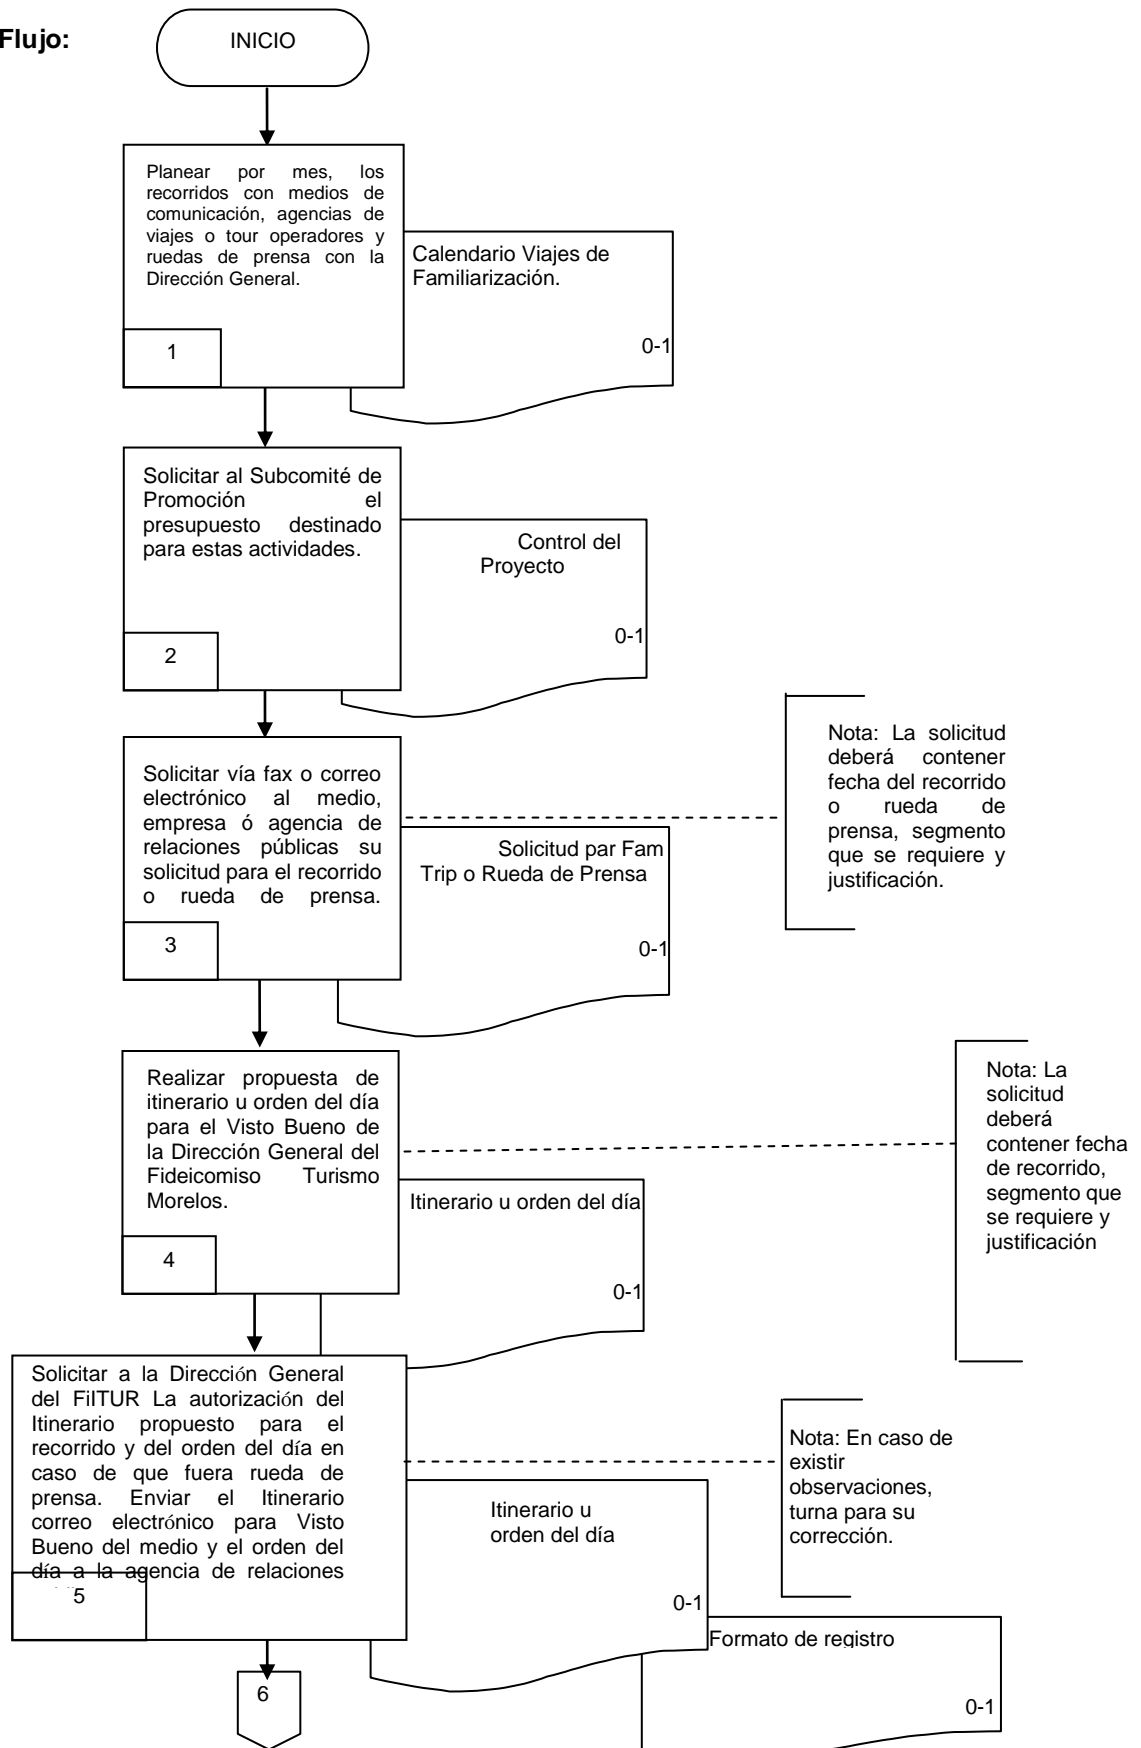 Flujo:
INICIO
Planear por mes, los
recorridos con medios de
comunicación, agencias de
viajes o tour operadores y
ruedas de prensa con la
Dirección General.
1
Calendario Viajes de
Familiarización.
0-1
Solicitar al Subcomité de
Promoción el
presupuesto destinado
para estas actividades.
2
Control del
Proyecto
0-1
Solicitar vía fax o correo
electrónico al medio,
empresa ó agencia de
relaciones públicas su
solicitud para el recorrido
o rueda de prensa.
3
Solicitud par Fam
Trip o Rueda de Prensa
0-1
Nota: La solicitud
deberá contener
fecha del recorrido
o rueda de
prensa, segmento
que se requiere y
justificación.
Realizar propuesta de
itinerario u orden del día
para el Visto Bueno de
la Dirección General del
Fideicomiso Turismo
Morelos.
4
Itinerario u orden del día
0-1
Nota: La
solicitud
deberá
contener fecha
de recorrido,
segmento que
se requiere y
justificación
Solicitar a la Dirección General
del FiITUR La autorización del
Itinerario propuesto para el
recorrido y del orden del día en
caso de que fuera rueda de
prensa. Enviar el Itinerario
correo electrónico para Visto
Bueno del medio y el orden del
día a la agencia de relaciones
5
Itinerario u
orden del día
0-1
Nota: En caso de
existir
observaciones,
turna para su
corrección.
Formato de registro
0-1
6